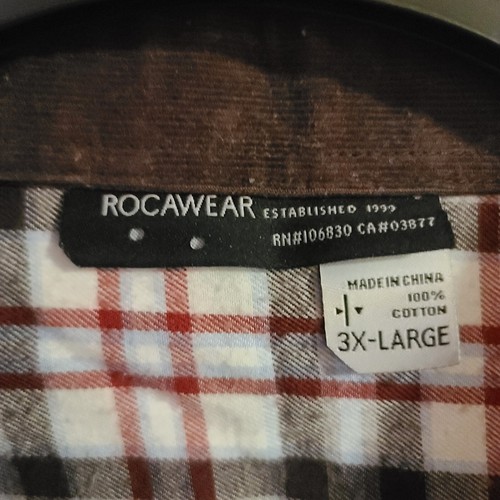 ROCAWEAR ESTABLISHED 1999
RN#106830 CA#03877
MADE IN CHINA
100%
COTTON
3X-LARGE